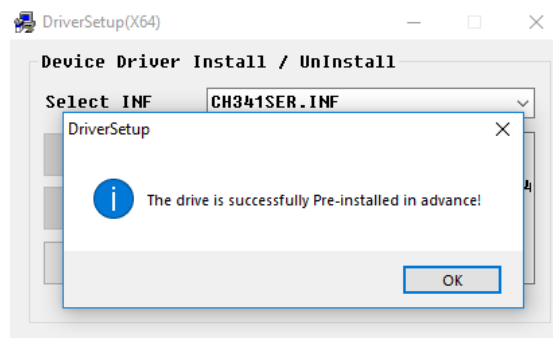 DriverSetup(X64)
Device Driver Install / UnInstall
Select INF CH341SER.INF
DriverSetup
The drive is successfully Pre-installed in advance!
OK